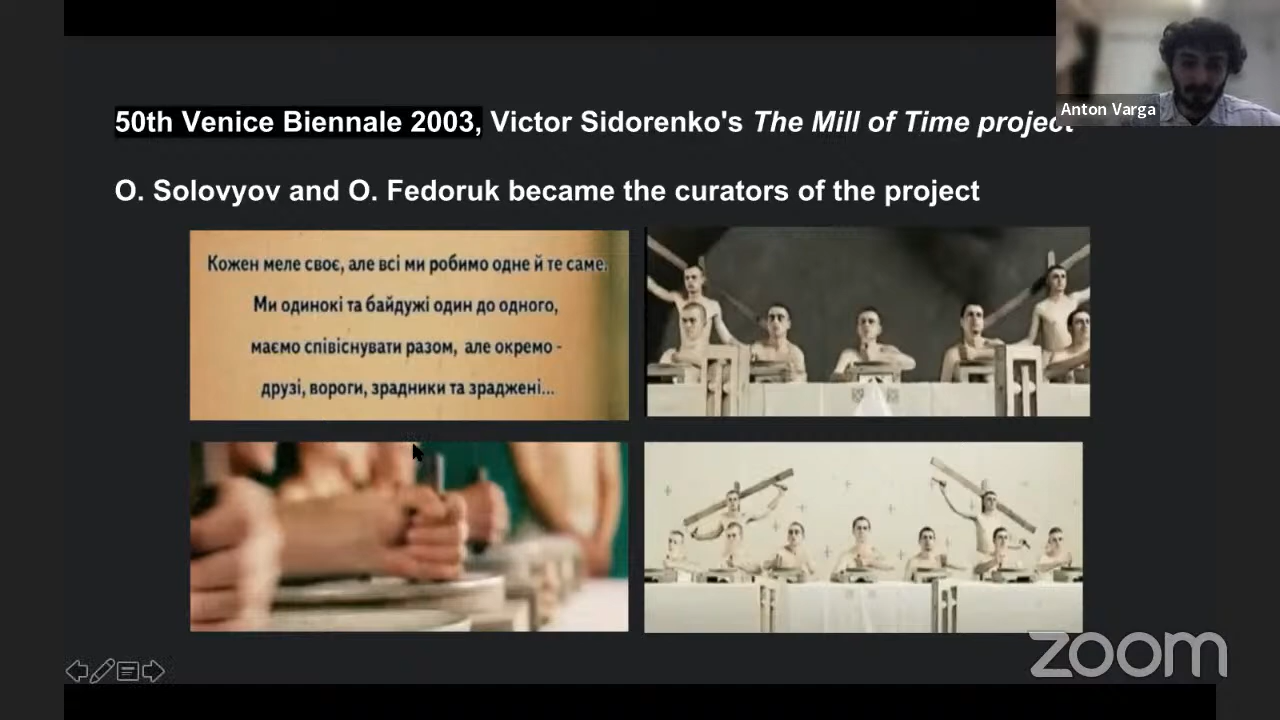 50th Venice Biennale 2003, Victor Sidorenko's The Mill of Time project
Anton Varga
O. Solovyov and O. Fedoruk became the curators of the project
Кожен меле своє, але всі ми робимо одне й те саме.
Ми одинокі та байдужі один до одного,
маємо співіснувати разом, але окремо -
друзі, вороги, зрадники та зраджені...
zoom